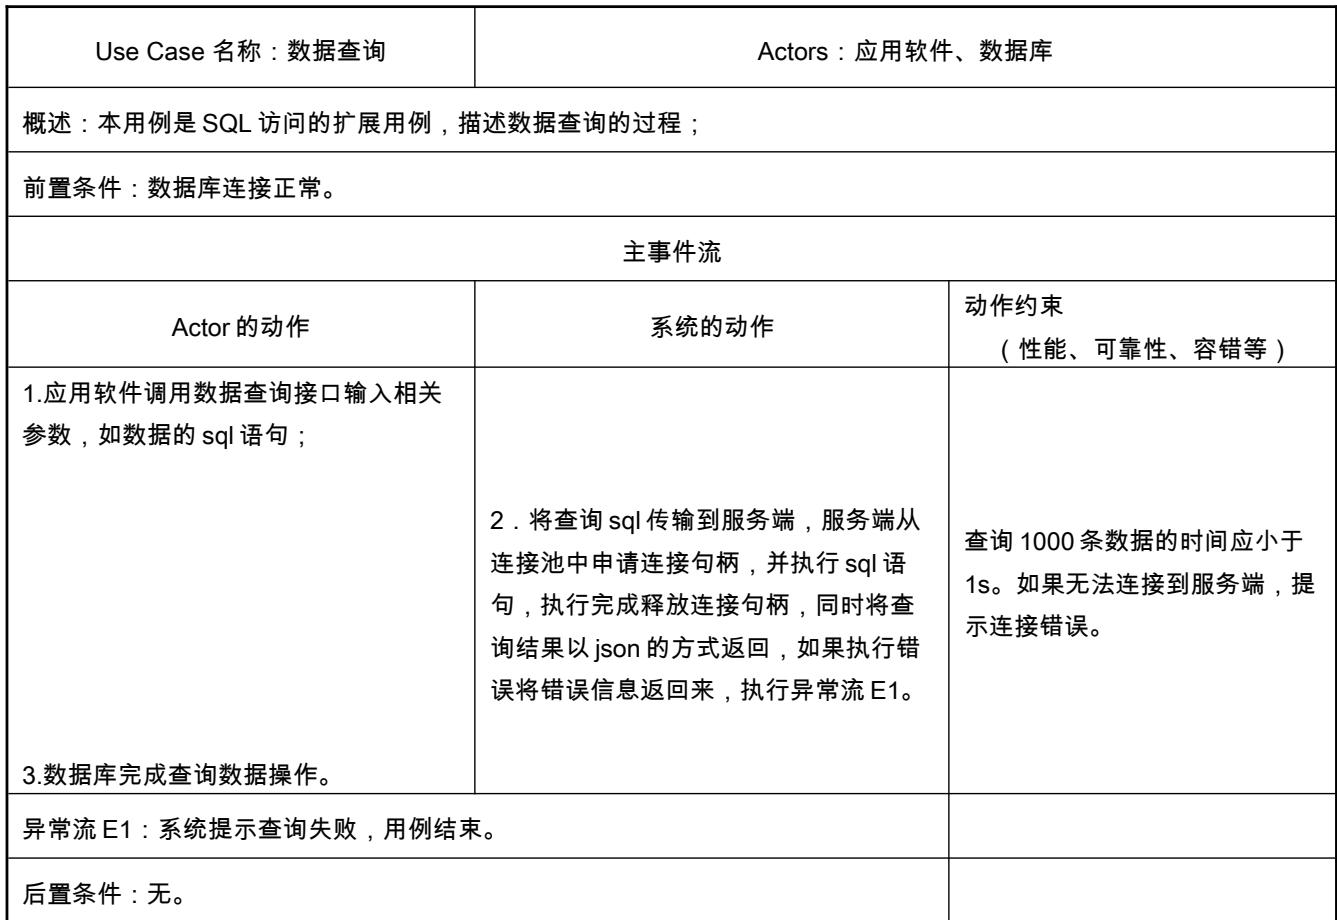 Use Case 名称：数据查询
Actors：应用软件、数据库
概述：本用例是 SQL 访问的扩展用例，描述数据查询的过程；
前置条件：数据库连接正常。
主事件流
Actor 的动作
系统的动作
动作约束
（性能、可靠性、容错等）
1.应用软件调用数据查询接口输入相关
参数，如数据的 sql 语句；
2．将查询 sql 传输到服务端，服务端从
连接池中申请连接句柄，并执行 sql 语
句，执行完成释放连接句柄，同时将查
询结果以 json 的方式返回，如果执行错
误将错误信息返回来，执行异常流 E1。
查询 1000 条数据的时间应小于
1s。如果无法连接到服务端，提
示连接错误。
3.数据库完成查询数据操作。
异常流 E1：系统提示查询失败，用例结束。
后置条件：无。